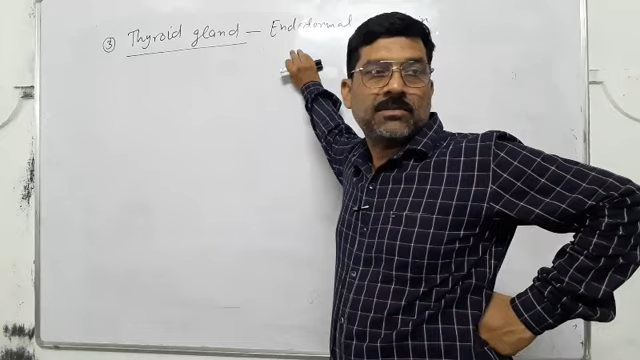 ③ Thyroid gland — Endodermal